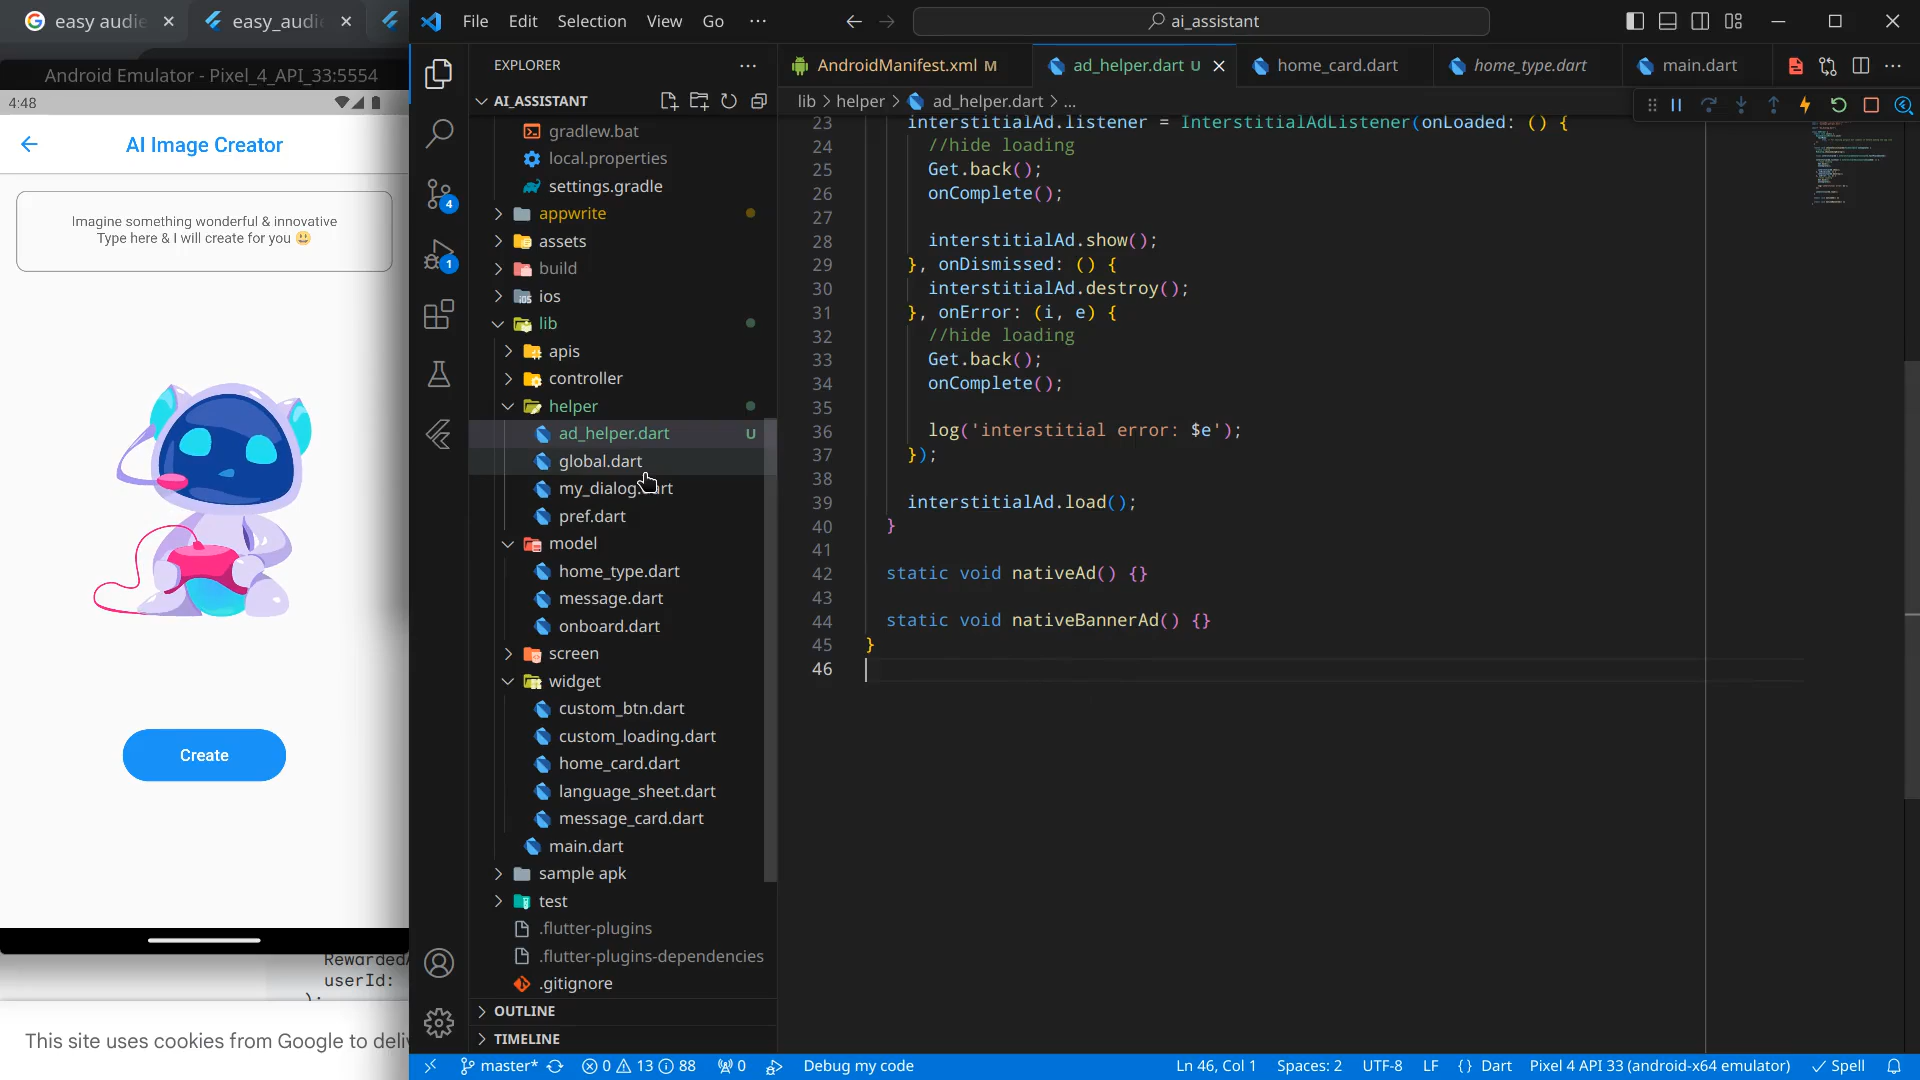 easy audie
easy_audie
File Edit Selection View Go ...
ai_assistant
Android Emulator - Pixel_4_API_33:5554
4:48
AI Image Creator
Imagine something wonderful & innovative
Type here & I will create for you 😃
Create
RewardedA
userId:
);
This site uses cookies from Google to deliv
EXPLORER
AI_ASSISTANT
gradlew.bat
local.properties
settings.gradle
appwrite
assets
build
ios
lib
apis
controller
helper
ad_helper.dart U
global.dart
pref.dart
model
home_type.dart
message.dart
onboard.dart
screen
widget
custom_btn.dart
custom_loading.dart
home_card.dart
language_sheet.dart
message_card.dart
main.dart
sample apk
test
.flutter-plugins
.flutter-plugins-dependencies
.gitignore
OUTLINE
TIMELINE
4
1
AndroidManifest.xml M
ad_helper.dart U
home_card.dart
home_type.dart
main.dart
lib > helper > ad_helper.dart > ...
23 interstitialAd.listener = InterstitialAdListener(onLoaded: () {
24 //hide loading
25 Get.back();
26 onComplete();
27
28 interstitialAd.show();
29 }, onDismissed: () {
30 interstitialAd.destroy();
31 }, onError: (i, e) {
32 //hide loading
33 Get.back();
34 onComplete();
35
36 log('interstitial error: $e');
37 });
38
39 interstitialAd.load();
40 }
41
42 static void nativeAd() {}
43
44 static void nativeBannerAd() {}
45 }
46
master* 0 13 88 0 Debug my code
Ln 46, Col 1 Spaces: 2 UTF-8 LF {} Dart Pixel 4 API 33 (android-x64 emulator) Spell